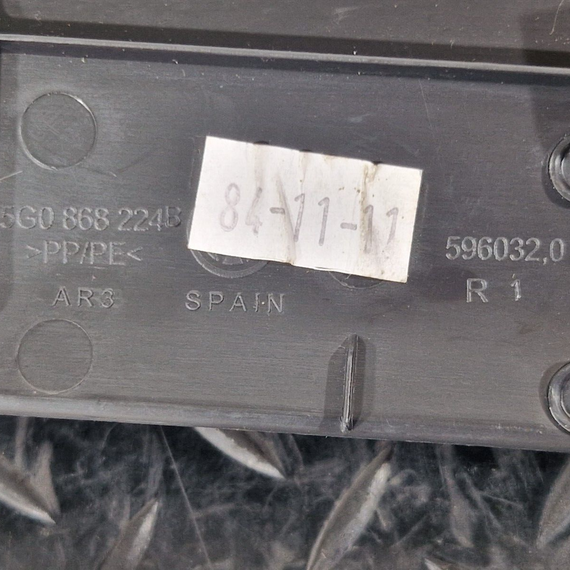 5G0 868 224B
>PP/PE<
AR3 SPAIN
84-11-11
596032,0
R 1